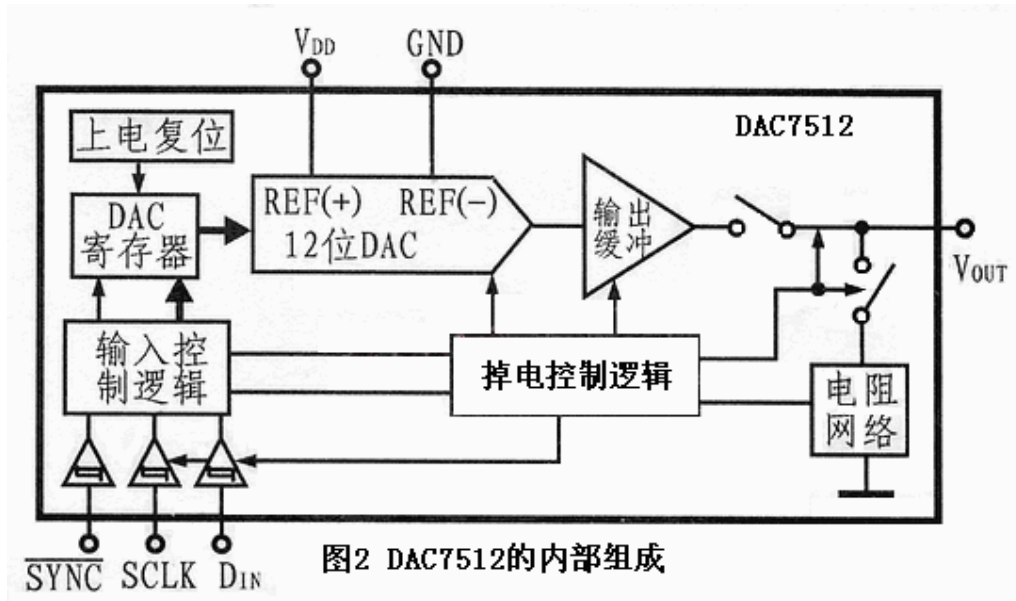 VDD GND
DAC7512
上电复位
DAC
寄存器
REF(+) REF(−)
12位DAC
输出
缓冲
VOUT
输入控
制逻辑
掉电控制逻辑
电阻
网络
SYNC SCLK DIN
图2 DAC7512的内部组成